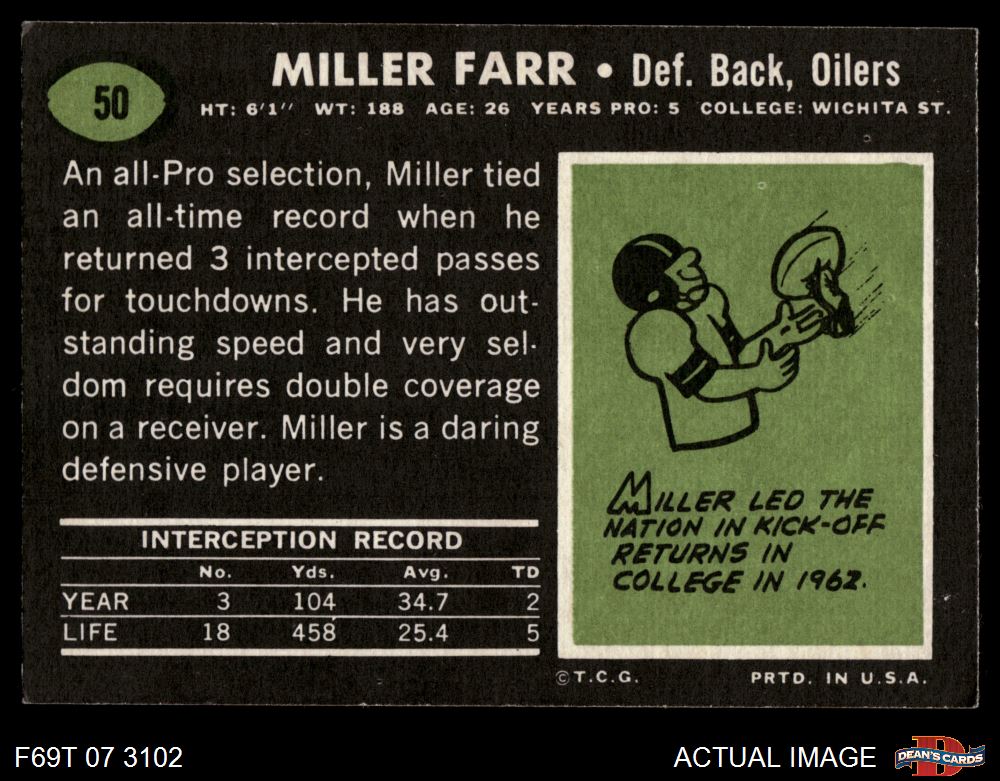 50
MILLER FARR • Def. Back, Oilers
HT: 6'1'' WT: 188 AGE: 26 YEARS PRO: 5 COLLEGE: WICHITA ST.
An all-Pro selection, Miller tied
an all-time record when he
returned 3 intercepted passes
for touchdowns. He has out-
standing speed and very sel-
dom requires double coverage
on a receiver. Miller is a daring
defensive player.
INTERCEPTION RECORD
No. Yds. Avg. TD
YEAR 3 104 34.7 2
LIFE 18 458 25.4 5
MILLER LED THE
NATION IN KICK-OFF
RETURNS IN
COLLEGE IN 1962.
© T.C.G. PRTD. IN U.S.A.
F69T 07 3102 ACTUAL IMAGE
D
DEAN'S CARDS